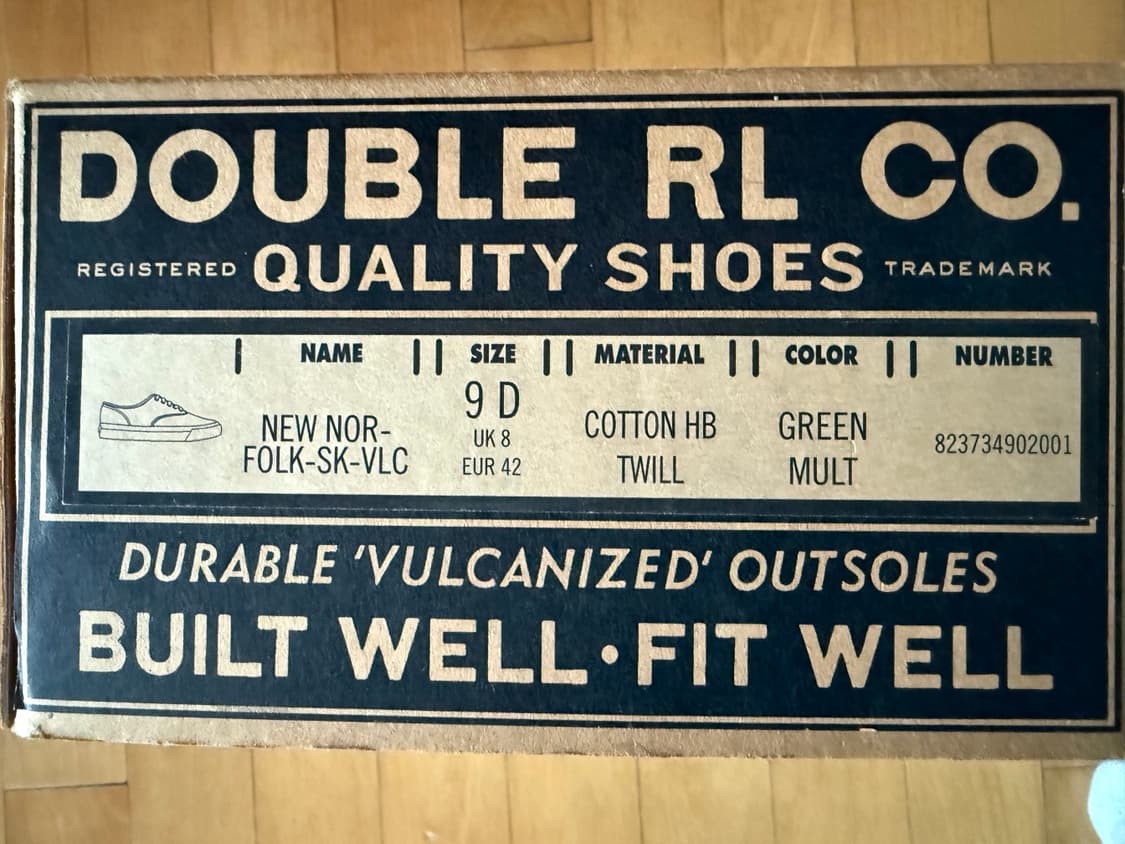 DOUBLE RL CO.
REGISTERED QUALITY SHOES TRADEMARK
NAME SIZE MATERIAL COLOR NUMBER
NEW NOR-
FOLK-SK-VLC
9 D
UK 8
EUR 42
COTTON HB
TWILL
GREEN
MULT
823734902001
DURABLE 'VULCANIZED' OUTSOLES
BUILT WELL • FIT WELL